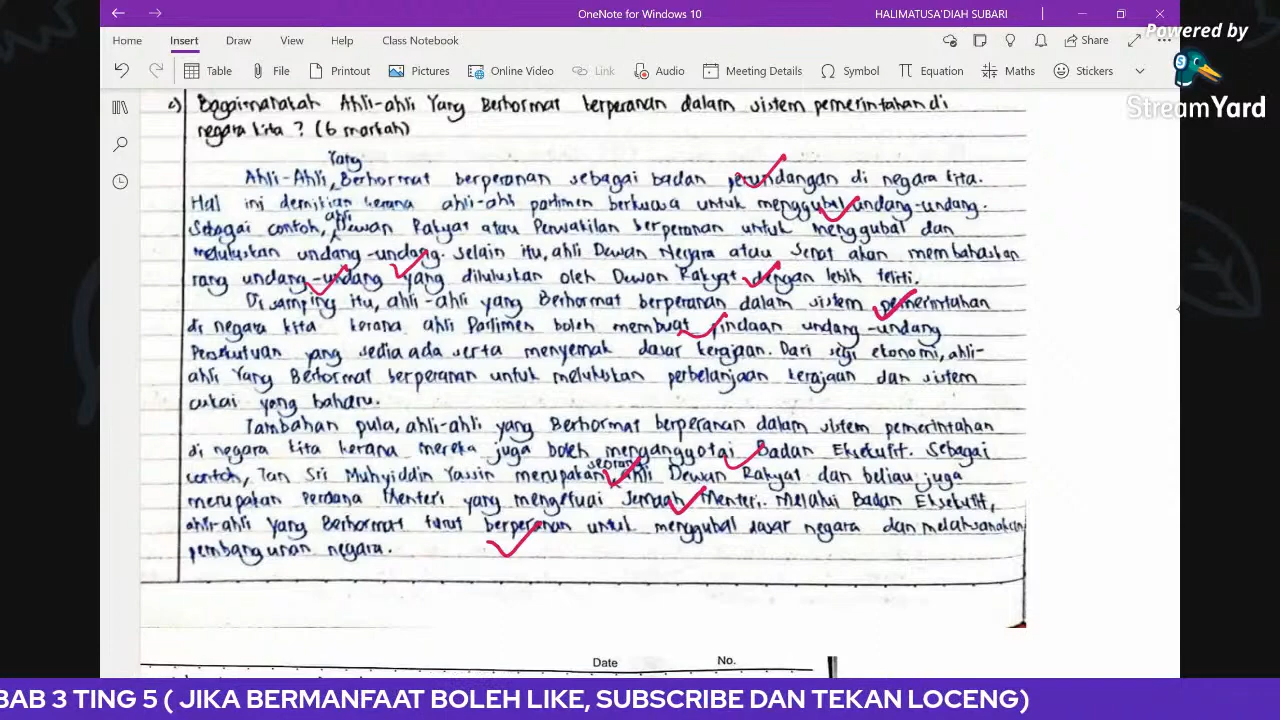 OneNote for Windows 10
HALIMATUSA'DIAH SUBARI
Powered by
StreamYard
Home Insert Draw View Help Class Notebook Share
Table File Printout Pictures Online Video Link Audio Meeting Details Symbol Equation Maths Stickers
c) Bagaimanakah Ahli-ahli Yang Berhormat berperanan dalam sistem pemerintahan di
negara kita ? (6 markah)
Yang
Ahli-Ahli Berhormat berperanan sebagai badan perundangan di negara kita.
Hal ini demikian kerana ahli-ahli parlimen berkuasa untuk menggubal undang-undang.
ahli
Sebagai contoh, Dewan Rakyat atau Perwakilan berperanan untuk menggubal dan
meluluskan undang-undang. Selain itu, ahli Dewan Negara atau Senat akan membahaskan
rang undang-undang yang diluluskan oleh Dewan Rakyat dengan lebih teliti.
Di samping itu, ahli-ahli yang Berhormat berperanan dalam sistem pemerintahan
di negara kita kerana ahli Parlimen boleh membuat pindaan undang-undang
Persekutuan yang sedia ada serta menyemak dasar kerajaan. Dari segi ekonomi, ahli-
ahli Yang Berhormat berperanan untuk meluluskan perbelanjaan kerajaan dan sistem
cukai yang baharu.
Tambahan pula, ahli-ahli yang Berhormat berperanan dalam sistem pemerintahan
di negara kita kerana mereka juga boleh menganggotai Badan Eksekutif. Sebagai
seorang
contoh, Tan Sri Muhyiddin Yassin merupakan ahli Dewan Rakyat dan beliau juga
merupakan Perdana Menteri yang mengetuai Jemaah Menteri. Melalui Badan Eksekutif,
ahli-ahli yang Berhormat turut berperanan untuk menggubal dasar negara dan melaksanakan
pembangunan negara.
Date No.
BAB 3 TING 5 ( JIKA BERMANFAAT BOLEH LIKE, SUBSCRIBE DAN TEKAN LOCENG)